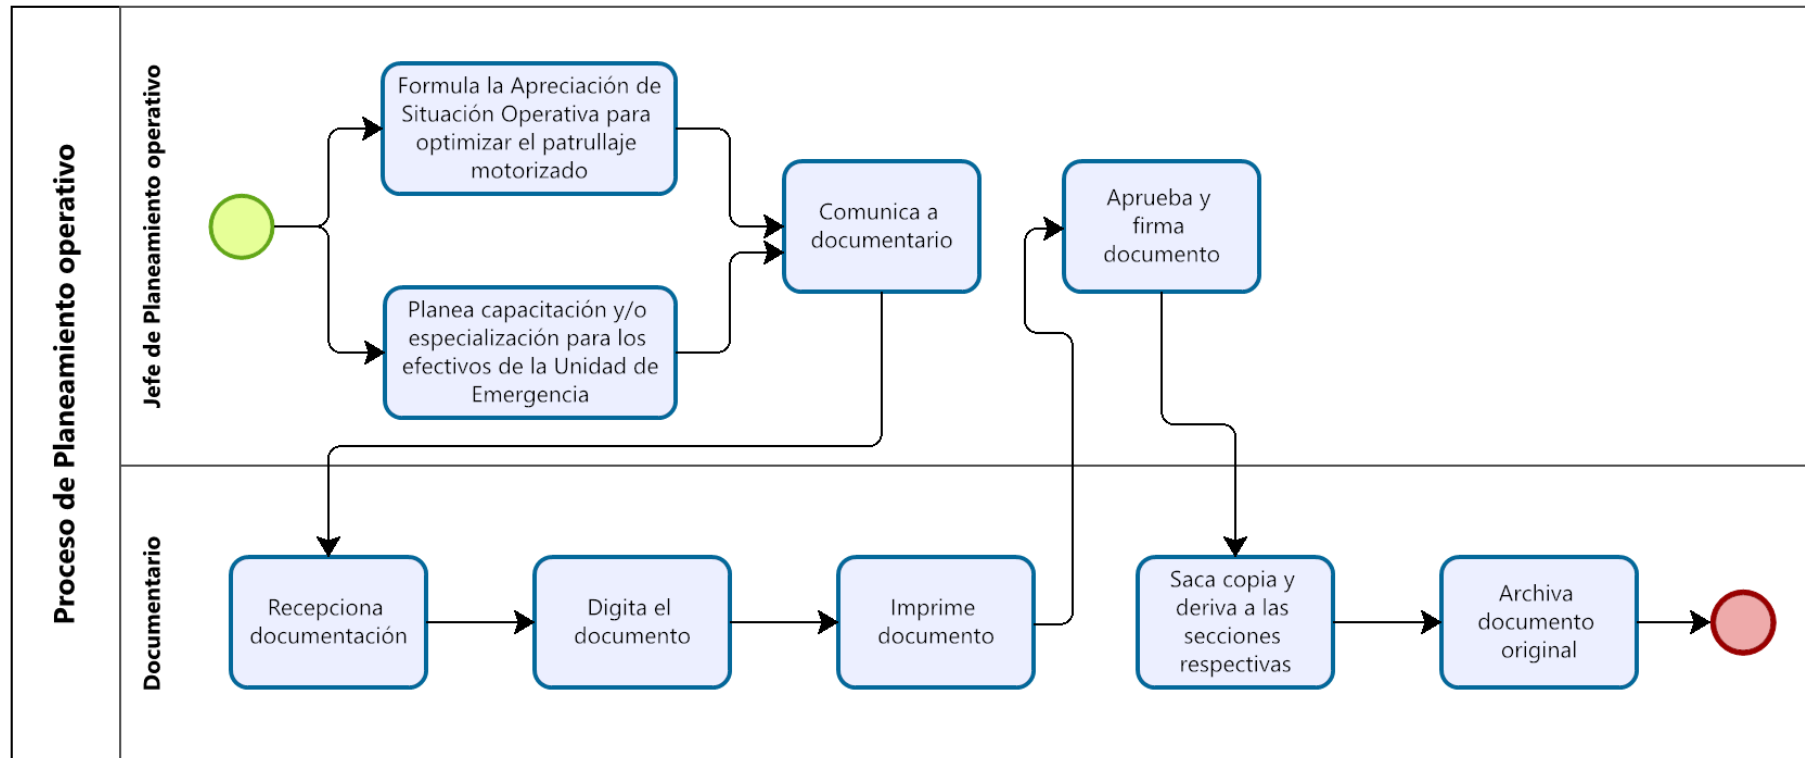 Proceso de Planeamiento operativo
Jefe de Planeamiento operativo
Formula la Apreciación de
Situación Operativa para
optimizar el patrullaje
motorizado
Planea capacitación y/o
especialización para los
efectivos de la Unidad de
Emergencia
Comunica a
documentario
Aprueba y
firma
documento
Documentario
Recepciona
documentación
Digita el
documento
Imprime
documento
Saca copia y
deriva a las
secciones
respectivas
Archiva
documento
original